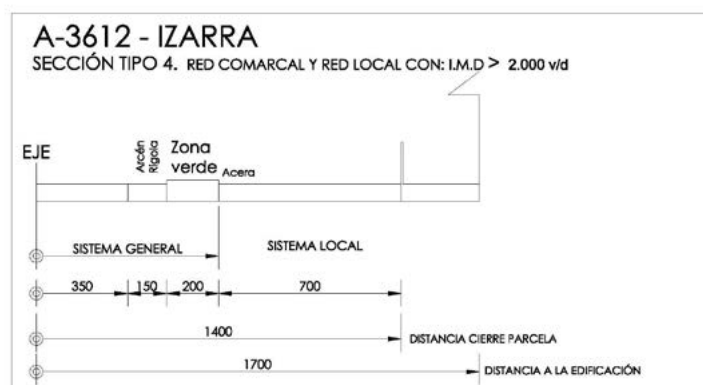 A-3612 - IZARRA
SECCIÓN TIPO 4. RED COMARCAL Y RED LOCAL CON: I.M.D > 2.000 v/d
EJE
Arcén
Rigola
Zona
verde
Acera
SISTEMA GENERAL
SISTEMA LOCAL
350 150 200 700
1400 DISTANCIA CIERRE PARCELA
1700 DISTANCIA A LA EDIFICACIÓN